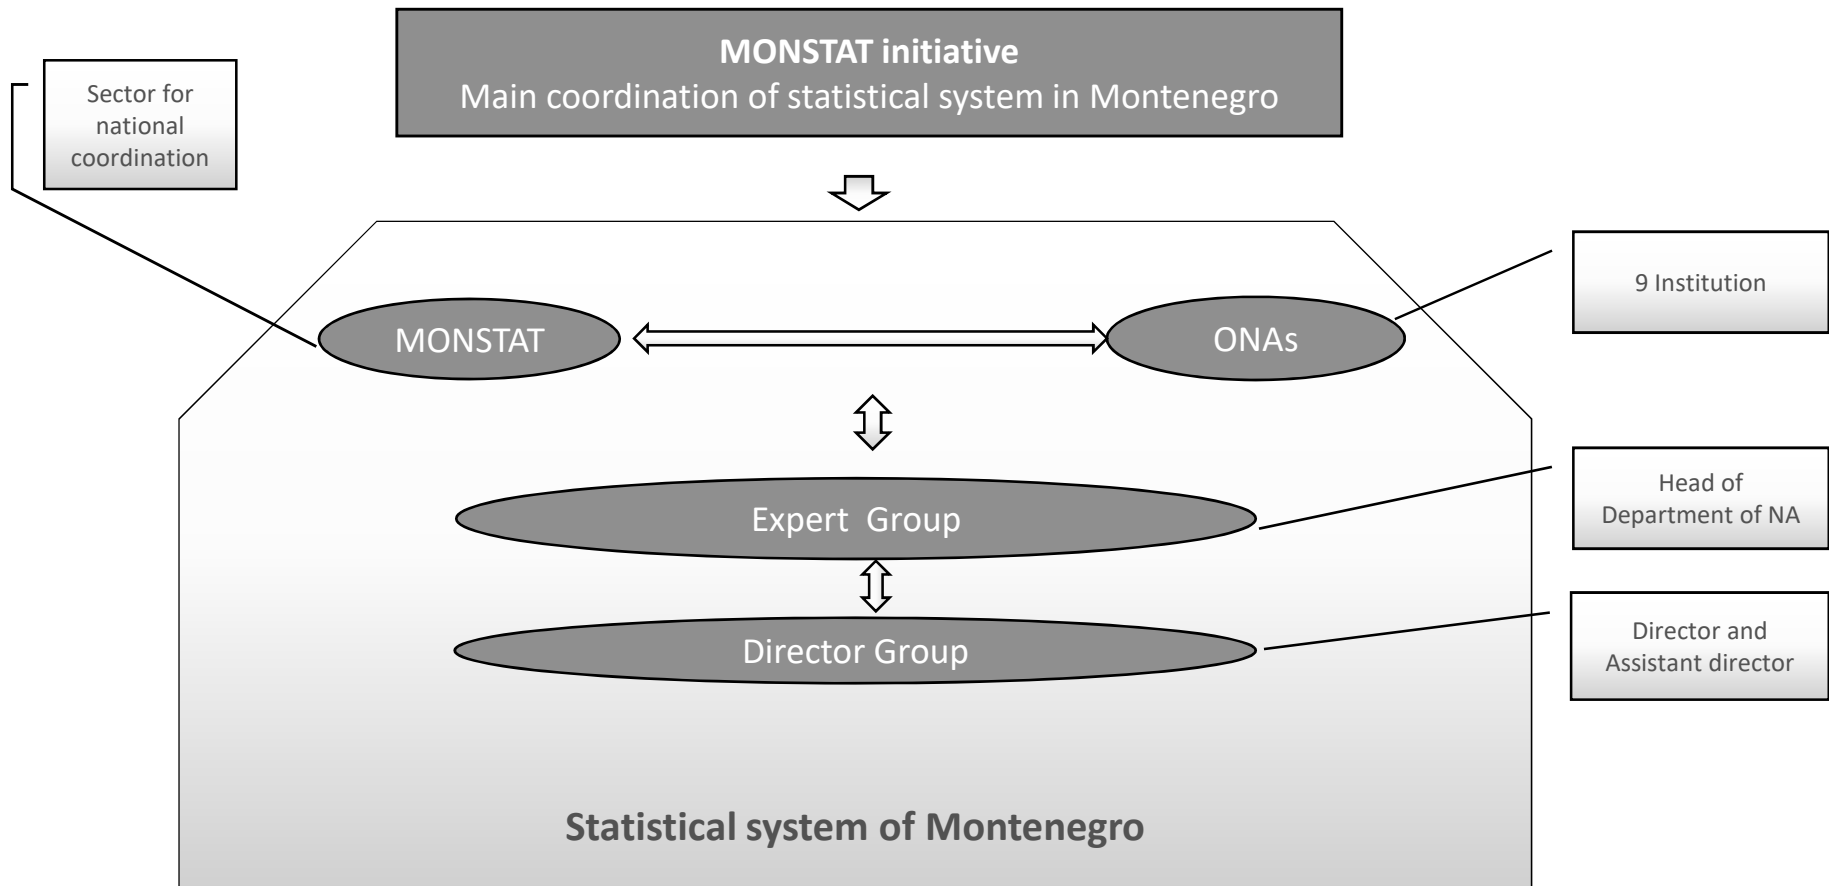 MONSTAT initiative
Main coordination of statistical system in Montenegro
Sector for
national
coordination
9 Institution
MONSTAT
ONAs
Head of
Department of NA
Expert  Group
Director and
Assistant director
Director Group
Statistical system of Montenegro